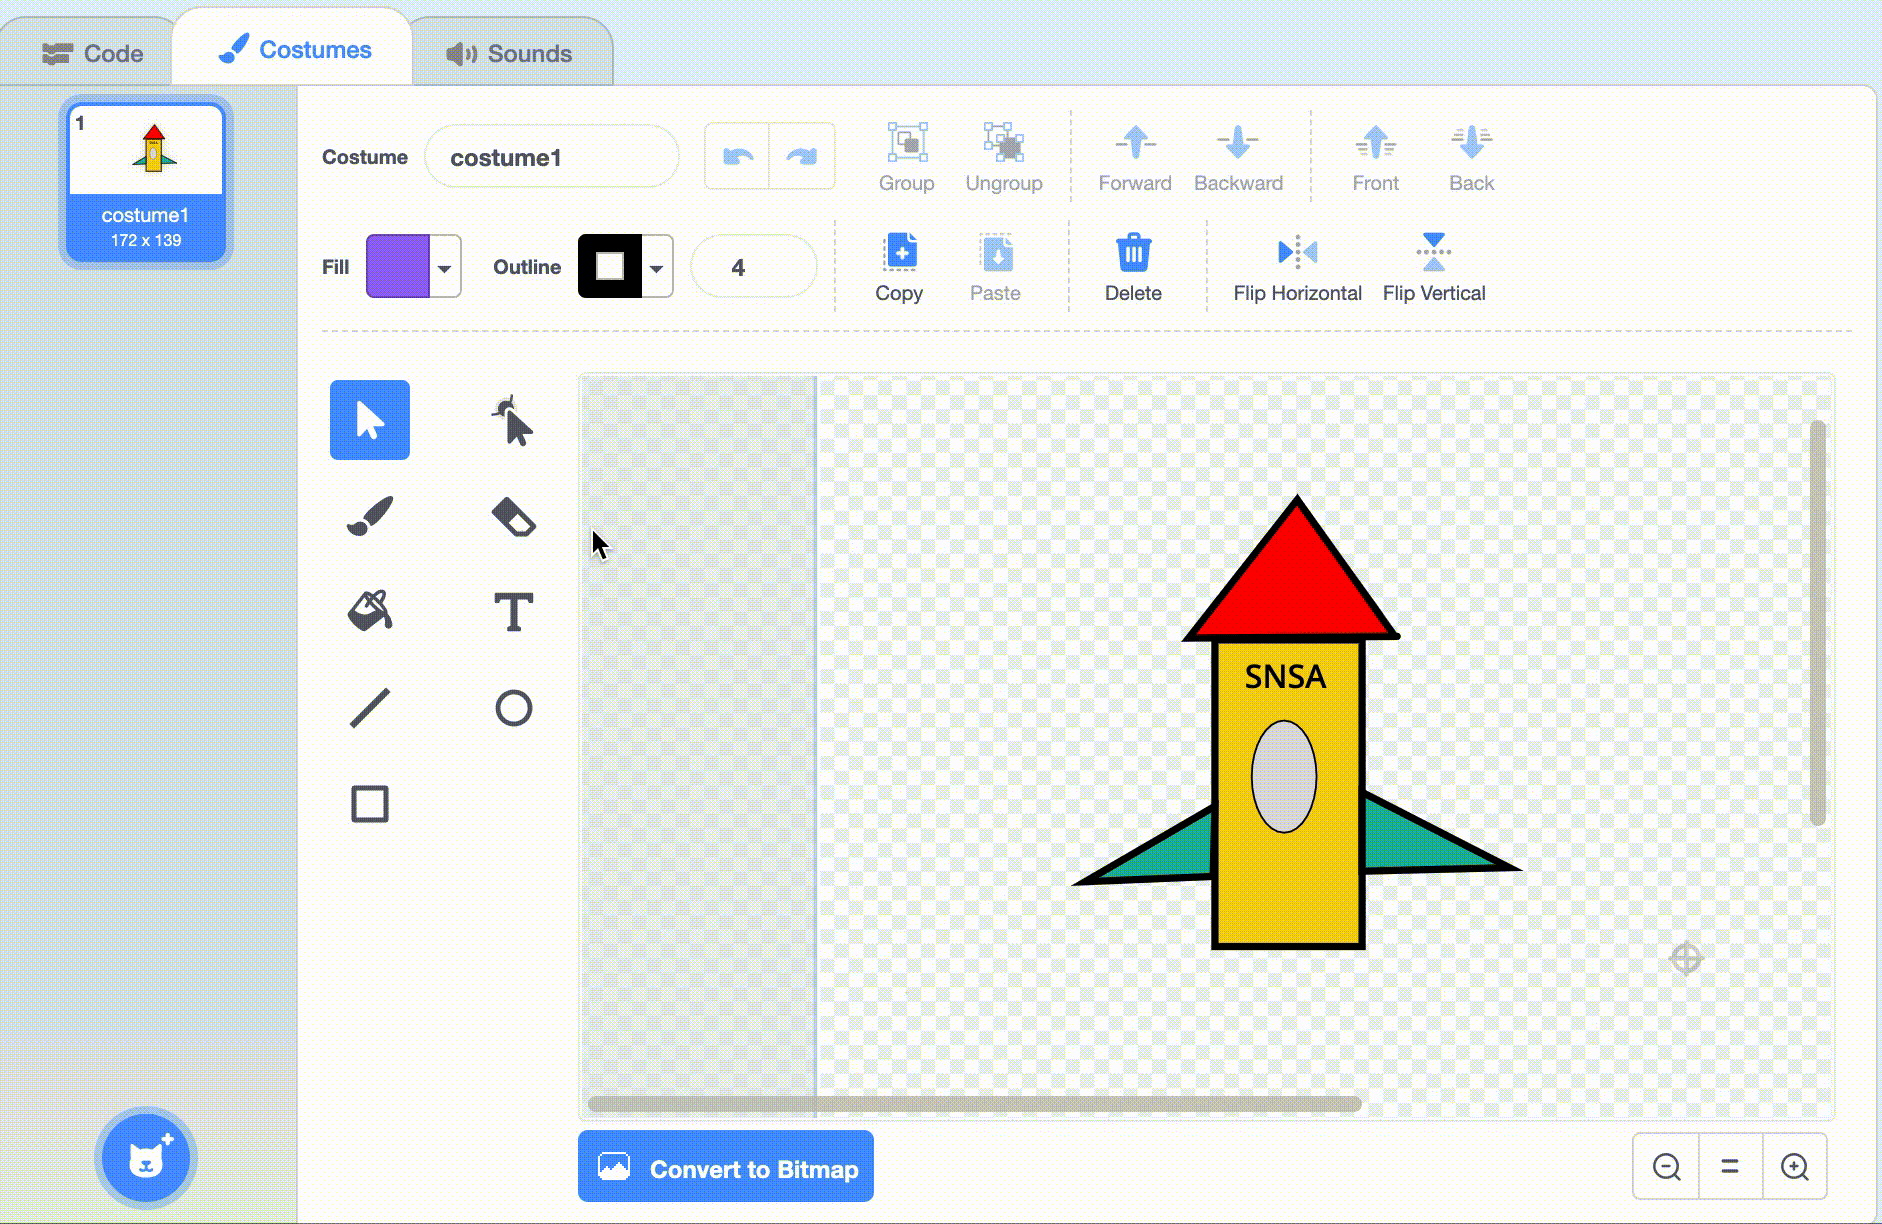 Code
Costumes
Sounds
1
costume1
172 x 139
Costume
costume1
Group
Ungroup
Forward
Backward
Front
Back
Fill
Outline
4
Copy
Paste
Delete
Flip Horizontal
Flip Vertical
SNSA
Convert to Bitmap